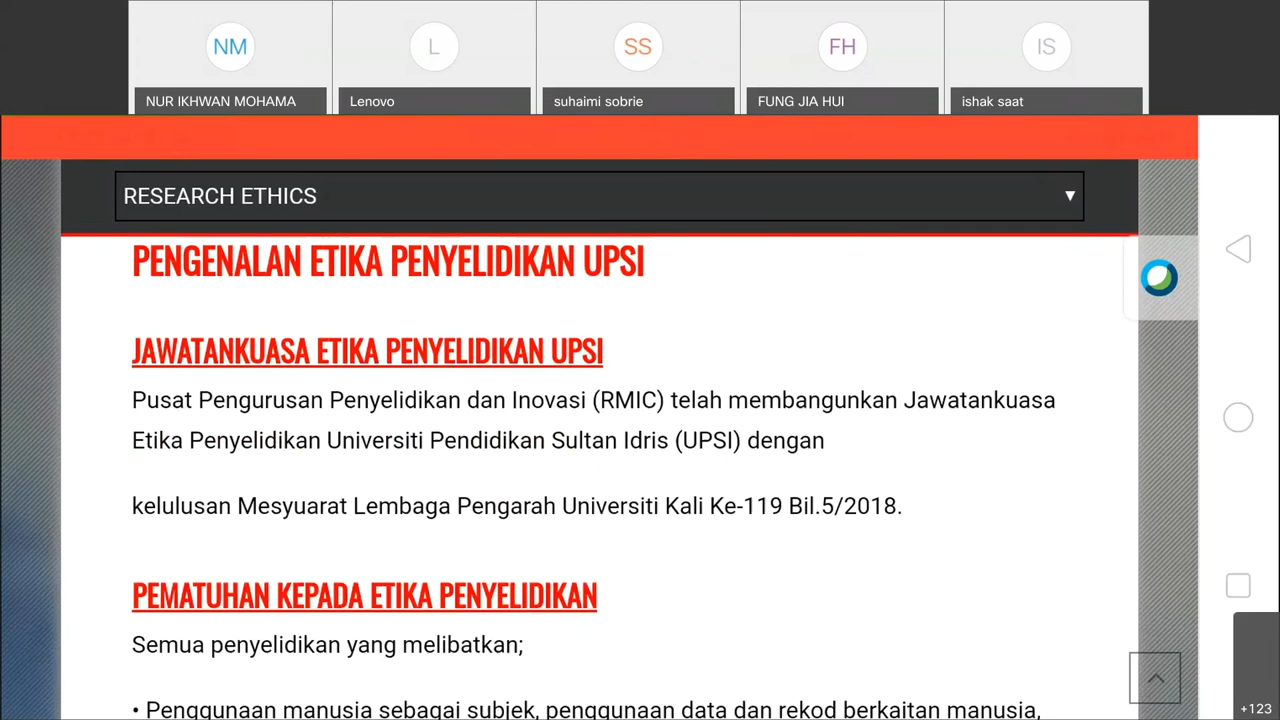 NM
L
SS
FH
IS
NUR IKHWAN MOHAMA
Lenovo
suhaimi sobrie
FUNG JIA HUI
ishak saat
RESEARCH ETHICS
PENGENALAN ETIKA PENYELIDIKAN UPSI
JAWATANKUASA ETIKA PENYELIDIKAN UPSI
Pusat Pengurusan Penyelidikan dan Inovasi (RMIC) telah membangunkan Jawatankuasa
Etika Penyelidikan Universiti Pendidikan Sultan Idris (UPSI) dengan
kelulusan Mesyuarat Lembaga Pengarah Universiti Kali Ke-119 Bil.5/2018.
PEMATUHAN KEPADA ETIKA PENYELIDIKAN
Semua penyelidikan yang melibatkan;
• Penggunaan manusia sebagai subjek, penggunaan data dan rekod berkaitan manusia,
+123